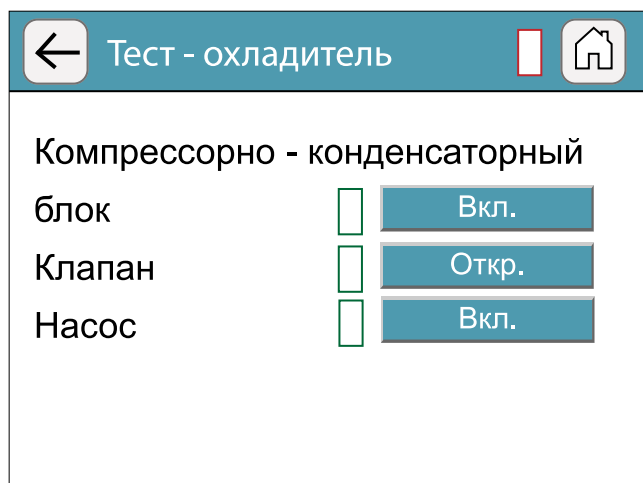 Тест - охладитель
Компрессорно - конденсаторный
блок Вкл.
Клапан Откр.
Насос Вкл.